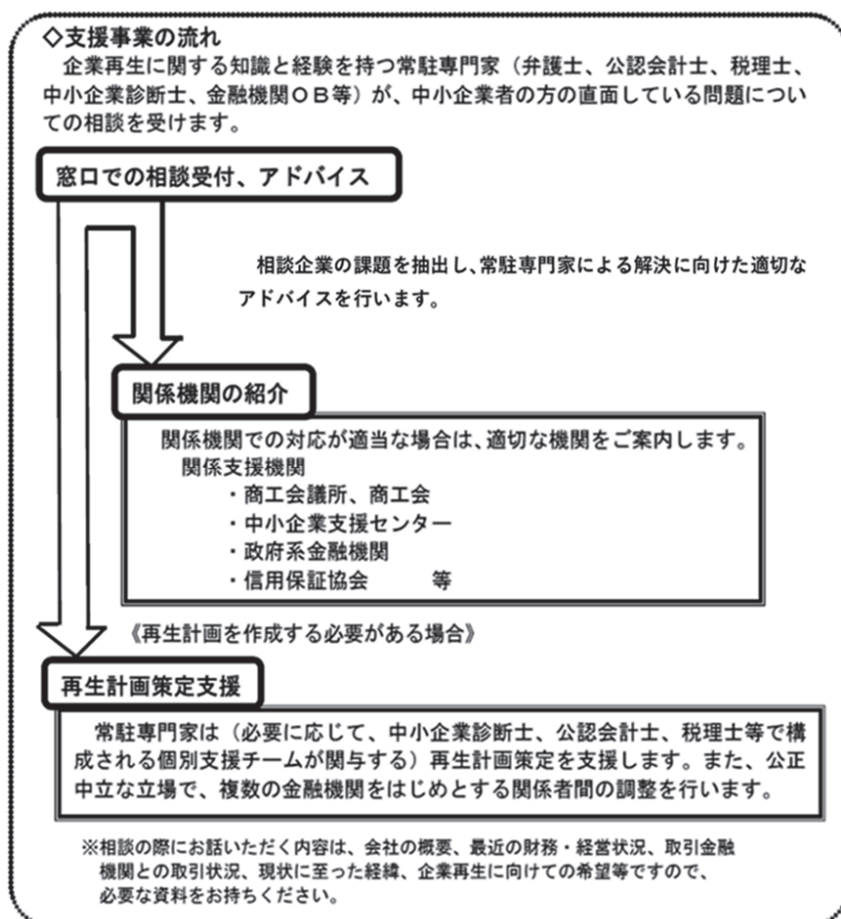 ◇支援事業の流れ
企業再生に関する知識と経験を持つ常駐専門家(弁護士、公認会計士、税理士、
中小企業診断士、金融機関OB等)が、中小企業者の方の直面している問題につい
ての相談を受けます。
窓口での相談受付、アドバイス
相談企業の課題を抽出し、常駐専門家による解決に向けた適切な
アドバイスを行います。
関係機関の紹介
関係機関での対応が適当な場合は、適切な機関をご案内します。
関係支援機関
・商工会議所、商工会
・中小企業支援センター
・政府系金融機関
・信用保証協会 等
《再生計画を作成する必要がある場合》
再生計画策定支援
常駐専門家は(必要に応じて、中小企業診断士、公認会計士、税理士等で構
成される個別支援チームが関与する)再生計画策定を支援します。また、公正
中立な立場で、複数の金融機関をはじめとする関係者間の調整を行います。
※相談の際にお話いただく内容は、会社の概要、最近の財務・経営状況、取引金融
機関との取引状況、現状に至った経緯、企業再生に向けての希望等ですので、
必要な資料をお持ちください。